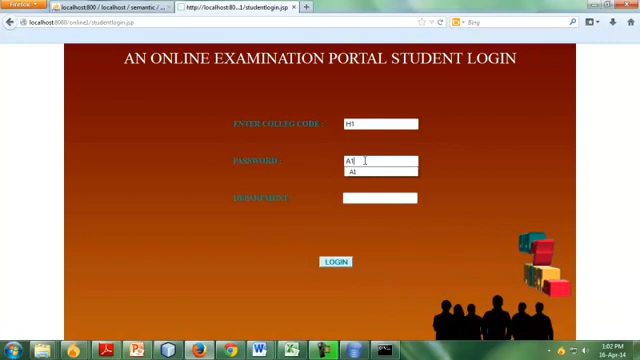 Firefox
localhost:800 / localhost / semantic /
http://localhost:8080...1/studentlogin.jsp
localhost:8080/online1/studentlogin.jsp
Bing
AN ONLINE EXAMINATION PORTAL STUDENT LOGIN
ENTER COLLEG CODE : H1
PASSWORD : A1
A1
DEPARTMENT
LOGIN
1:02 PM
16-Apr-14